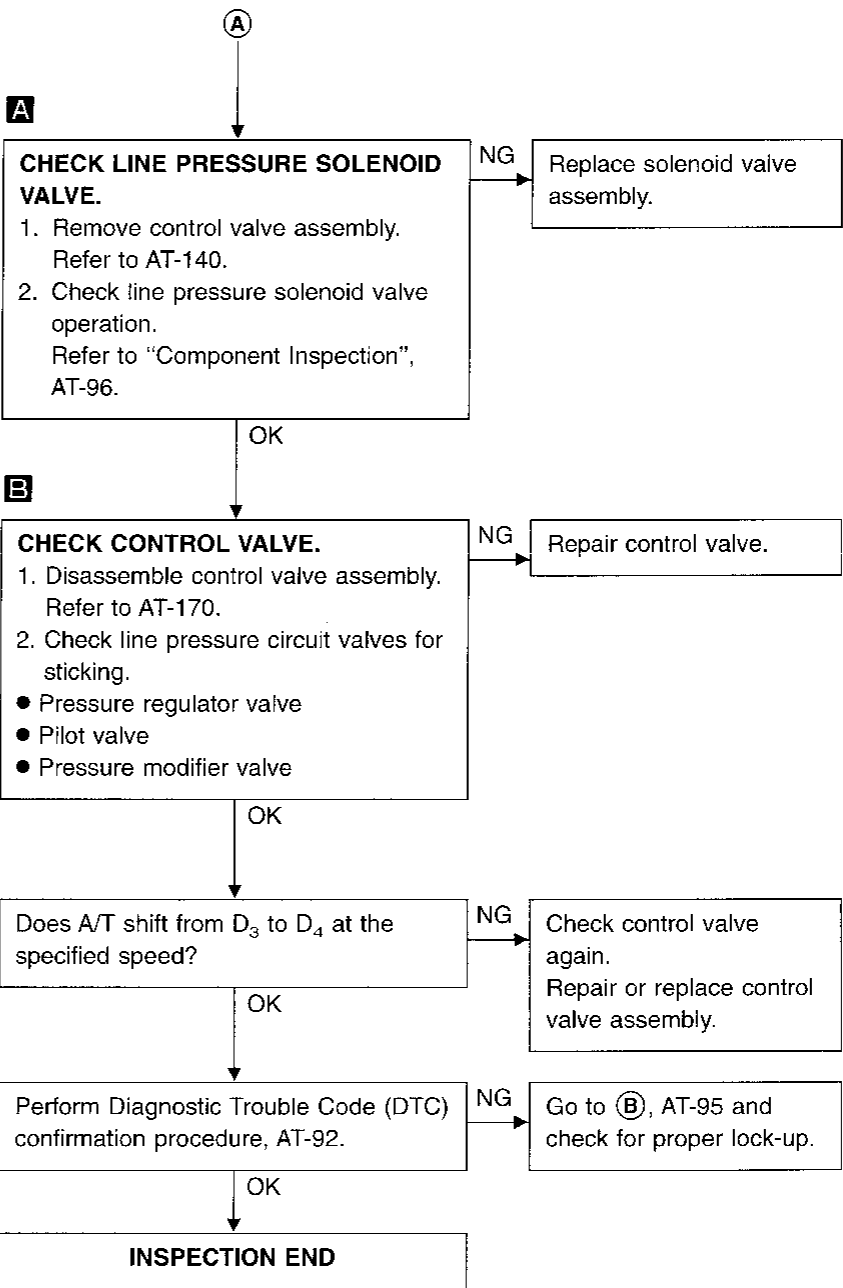 Ⓐ
A
CHECK LINE PRESSURE SOLENOID
VALVE.
1. Remove control valve assembly.
Refer to AT-140.
2. Check line pressure solenoid valve
operation.
Refer to “Component Inspection”,
AT-96.
NG
Replace solenoid valve
assembly.
OK
B
CHECK CONTROL VALVE.
1. Disassemble control valve assembly.
Refer to AT-170.
2. Check line pressure circuit valves for
sticking.
● Pressure regulator valve
● Pilot valve
● Pressure modifier valve
NG
Repair control valve.
OK
Does A/T shift from D₃ to D₄ at the
specified speed?
NG
Check control valve
again.
Repair or replace control
valve assembly.
OK
Perform Diagnostic Trouble Code (DTC)
confirmation procedure, AT-92.
NG
Go to Ⓑ, AT-95 and
check for proper lock-up.
OK
INSPECTION END